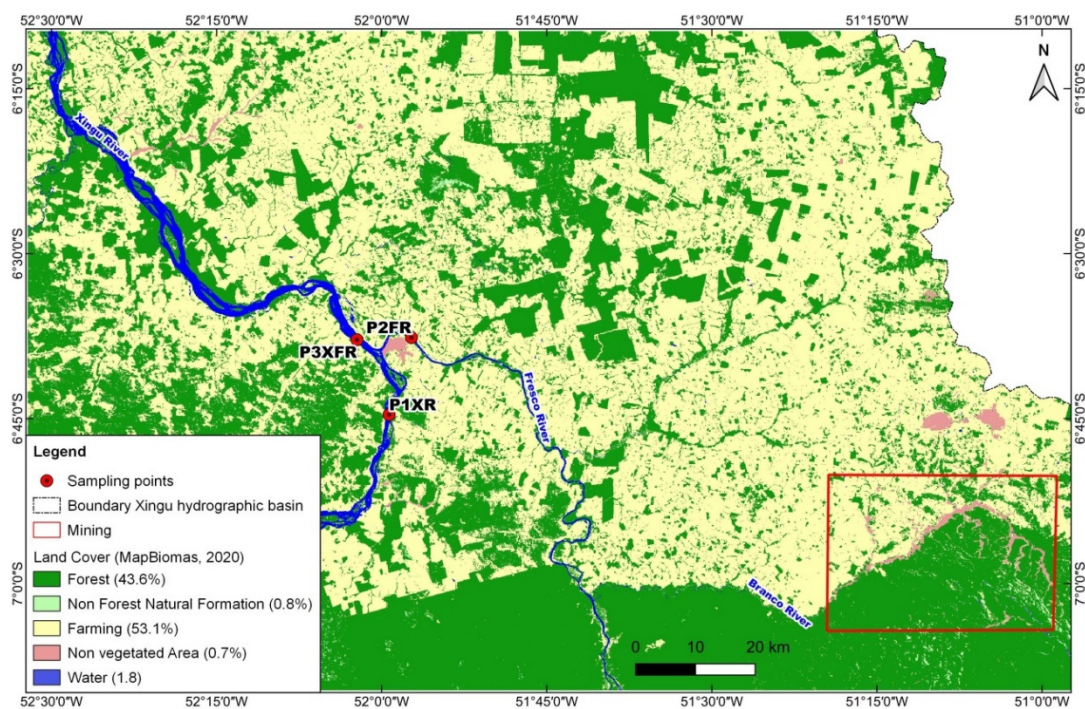 52°30'0"W 52°15'0"W 52°0'0"W 51°45'0"W 51°30'0"W 51°15'0"W 51°0'0"W
N
6°15'0"S 6°15'0"S
Xingu River
6°30'0"S 6°30'0"S
P2FR
P3XFR
Fresco River
P1XR
6°45'0"S 6°45'0"S
Legend
Sampling points
Boundary Xingu hydrographic basin
Mining
Land Cover (MapBiomas, 2020)
Forest (43.6%)
Non Forest Natural Formation (0.8%)
Farming (53.1%)
Non vegetated Area (0.7%)
Water (1.8)
7°0'0"S 7°0'0"S
Branco River
0 10 20 km
52°30'0"W 52°15'0"W 52°0'0"W 51°45'0"W 51°30'0"W 51°15'0"W 51°0'0"W